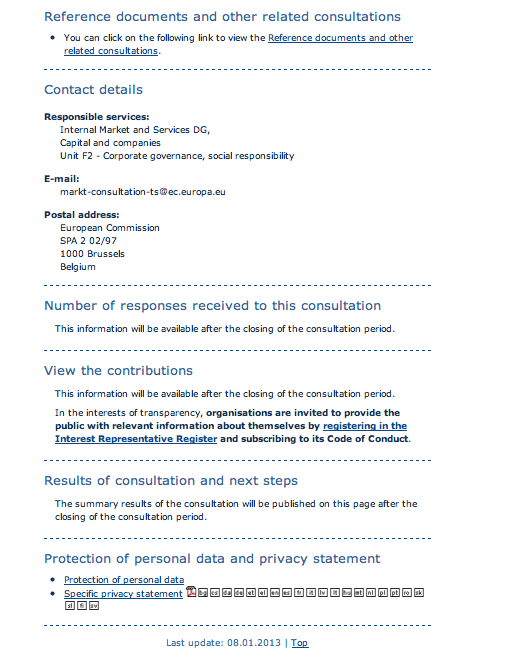 Reference documents and other related consultations
• You can click on the following link to view the Reference documents and other
related consultations.
Contact details
Responsible services:
Internal Market and Services DG,
Capital and companies
Unit F2 - Corporate governance, social responsibility
E-mail:
markt-consultation-ts@ec.europa.eu
Postal address:
European Commission
SPA 2 02/97
1000 Brussels
Belgium
Number of responses received to this consultation
This information will be available after the closing of the consultation period.
View the contributions
This information will be available after the closing of the consultation period.
In the interests of transparency, organisations are invited to provide the
public with relevant information about themselves by registering in the
Interest Representative Register and subscribing to its Code of Conduct.
Results of consultation and next steps
The summary results of the consultation will be published on this page after the
closing of the consultation period.
Protection of personal data and privacy statement
• Protection of personal data
• Specific privacy statement bg cs da de et el en es fr it lv lt hu mt nl pl pt ro sk
sl fi sv
Last update: 08.01.2013 | Top